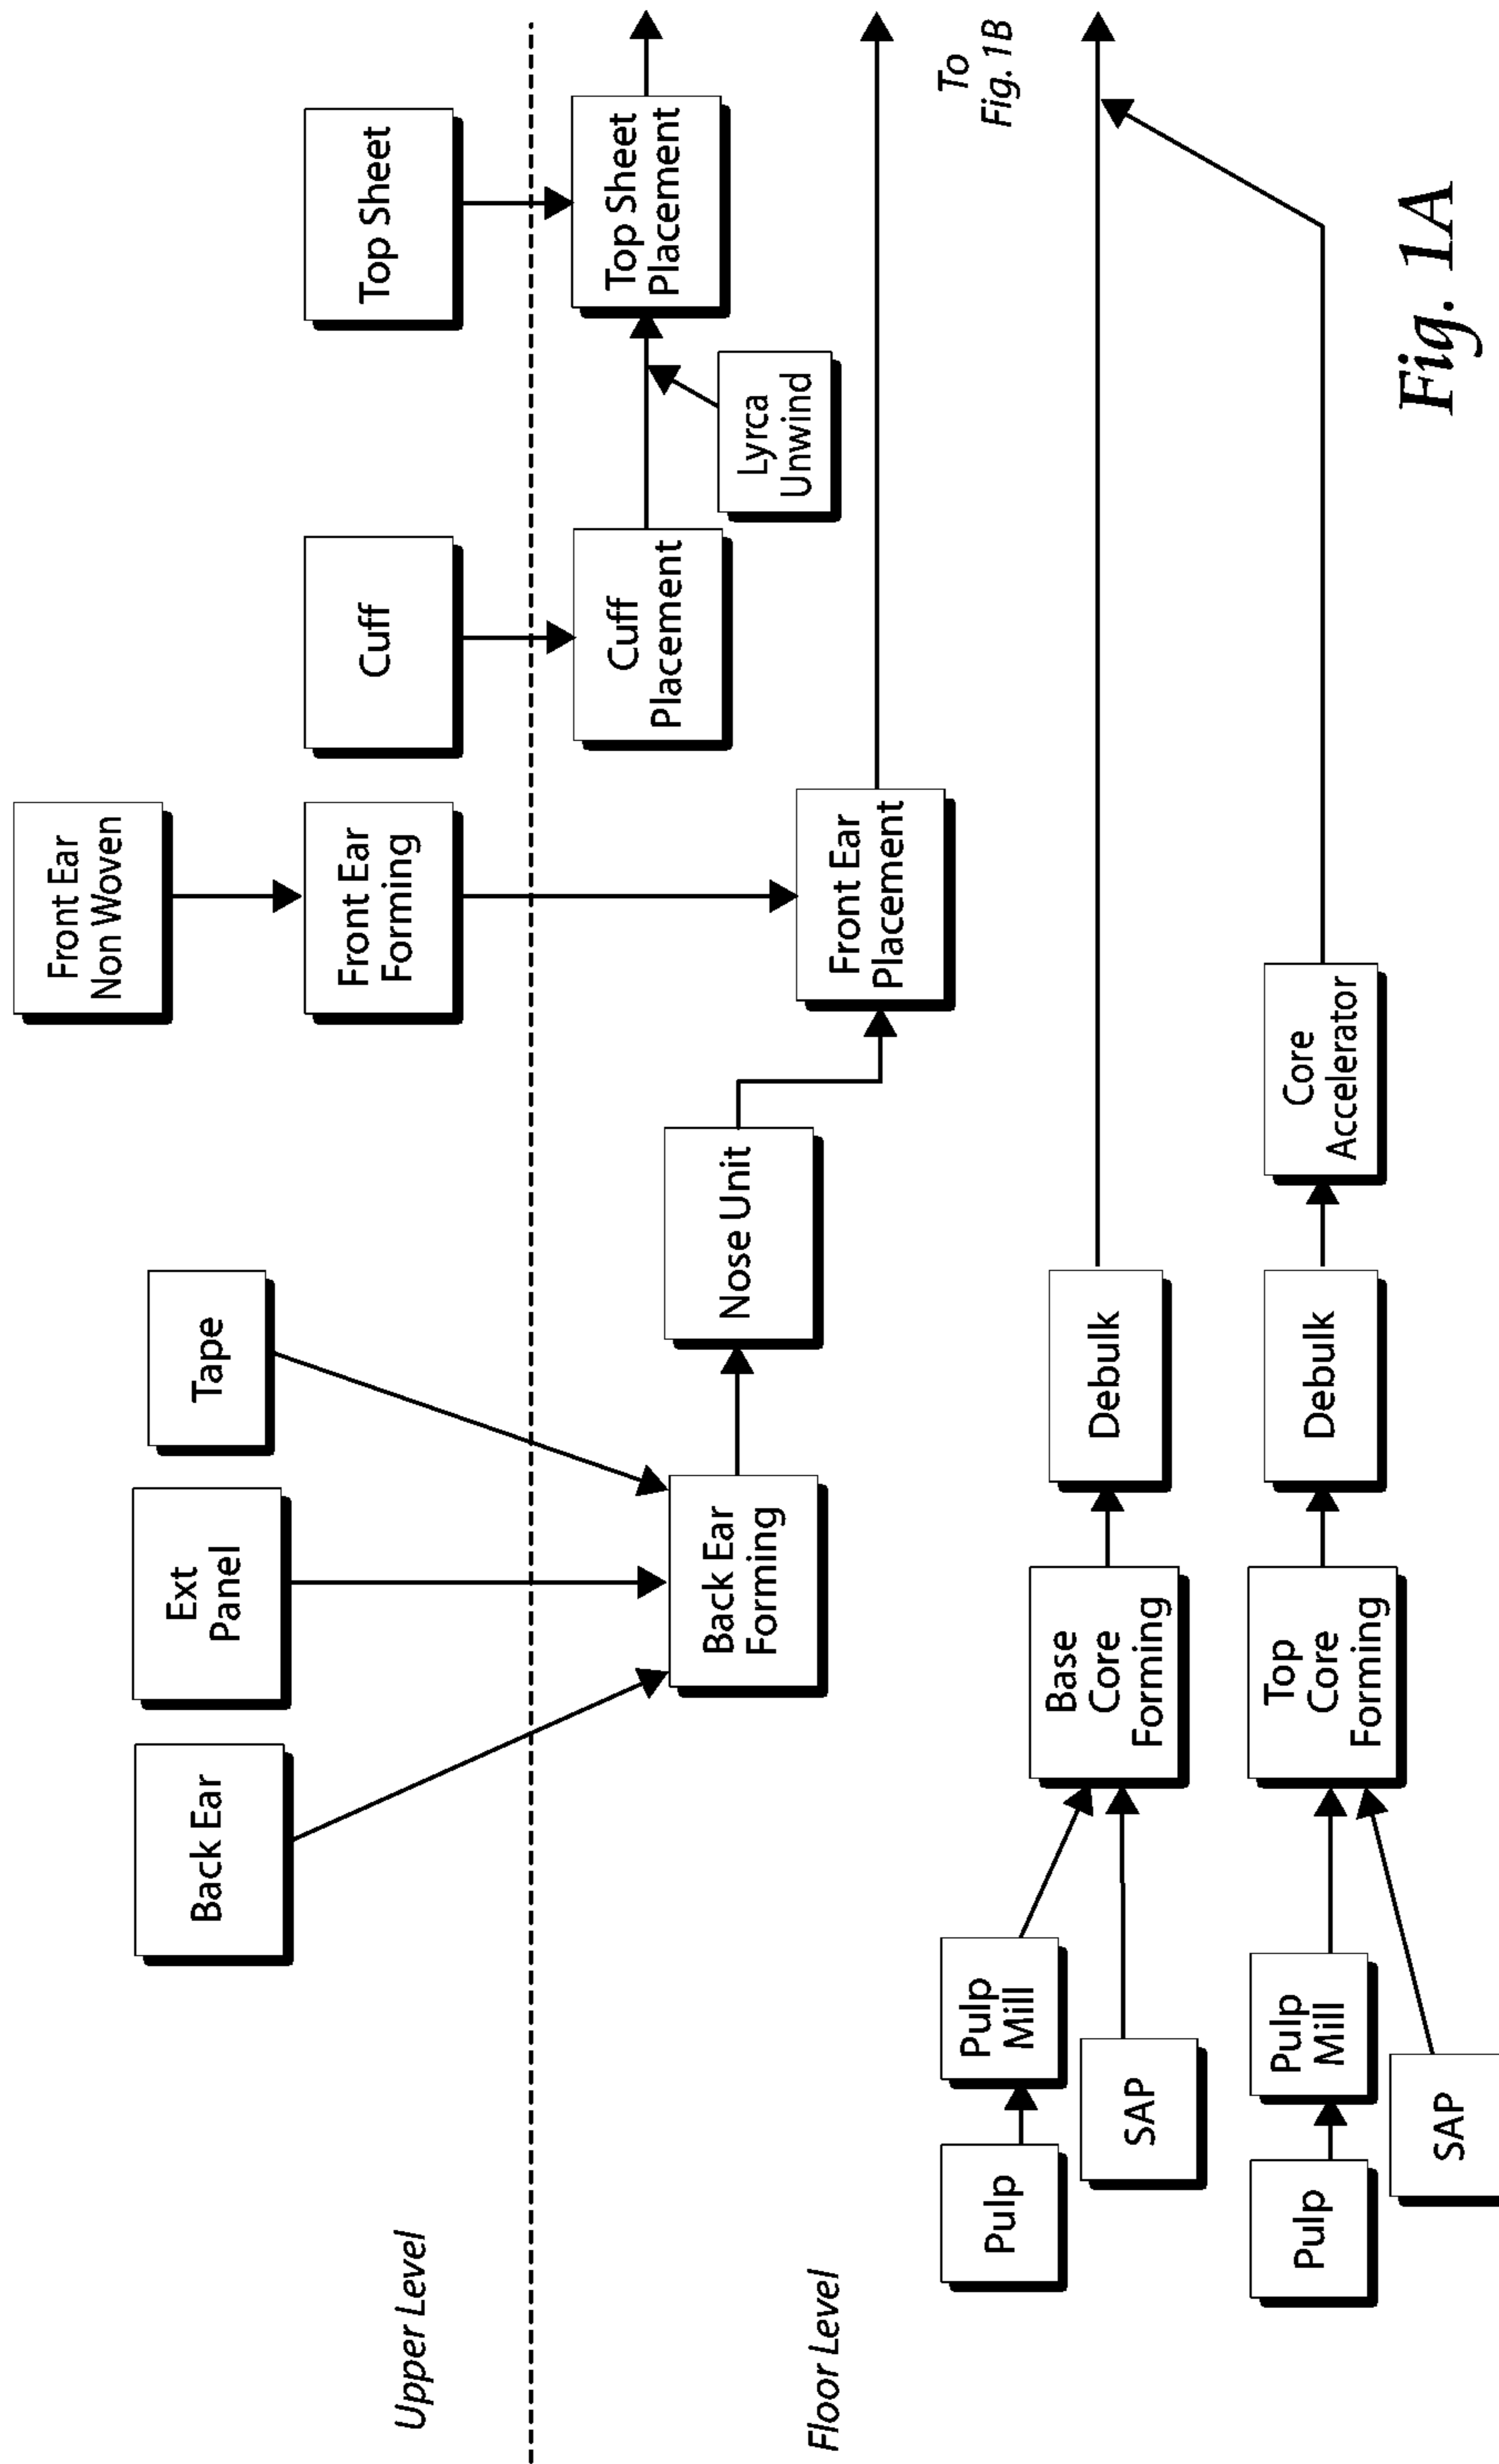 Front Ear
Non Woven
Tape
Ext
Panel
Back Ear
Front Ear
Forming
Cuff
Top Sheet
Upper Level
Cuff
Placement
Top Sheet
Placement
Lyrca
Unwind
Back Ear
Forming
Nose Unit
Front Ear
Placement
Floor Level
To
Fig. 1B
Pulp
Pulp
Mill
SAP
Base
Core
Forming
Debulk
Pulp
Pulp
Mill
SAP
Top
Core
Forming
Debulk
Core
Accelerator
Fig. 1A